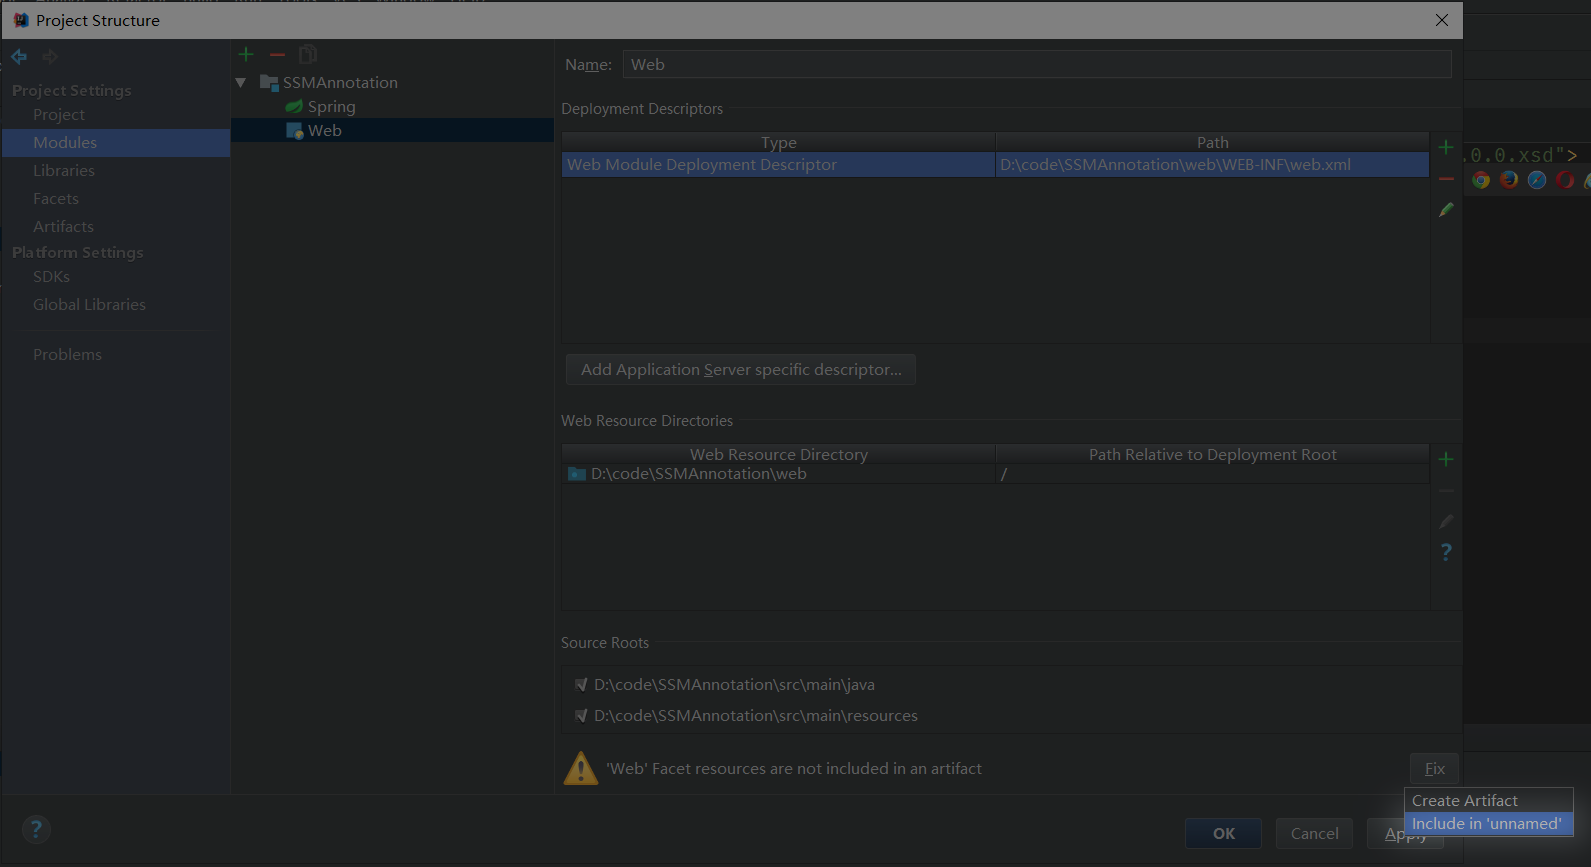 Project Structure
Project Settings
Project
Modules
Libraries
Facets
Artifacts
Platform Settings
SDKs
Global Libraries
Problems
SSMAnnotation
Spring
Web
Name: Web
Deployment Descriptors
Type Path
Web Module Deployment Descriptor D:\code\SSMAnnotation\web\WEB-INF\web.xml
Add Application Server specific descriptor...
Web Resource Directories
Web Resource Directory Path Relative to Deployment Root
D:\code\SSMAnnotation\web /
Source Roots
D:\code\SSMAnnotation\src\main\java
D:\code\SSMAnnotation\src\main\resources
'Web' Facet resources are not included in an artifact
Fix
Create Artifact
Include in 'unnamed'
OK Cancel Apply
.0.0.xsd">